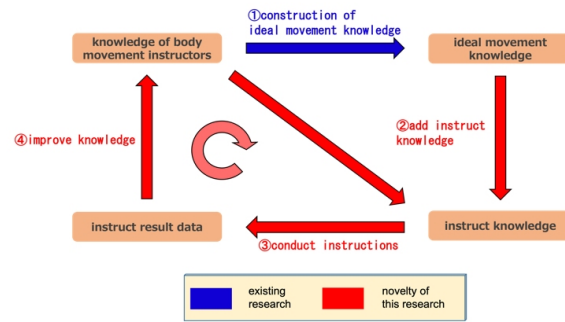 ①construction of
ideal movement knowledge
knowledge of body
movement instructors
ideal movement
knowledge
④improve knowledge
②add instruct
knowledge
instruct result data
instruct knowledge
③conduct instructions
existing
research
novelty of
this research